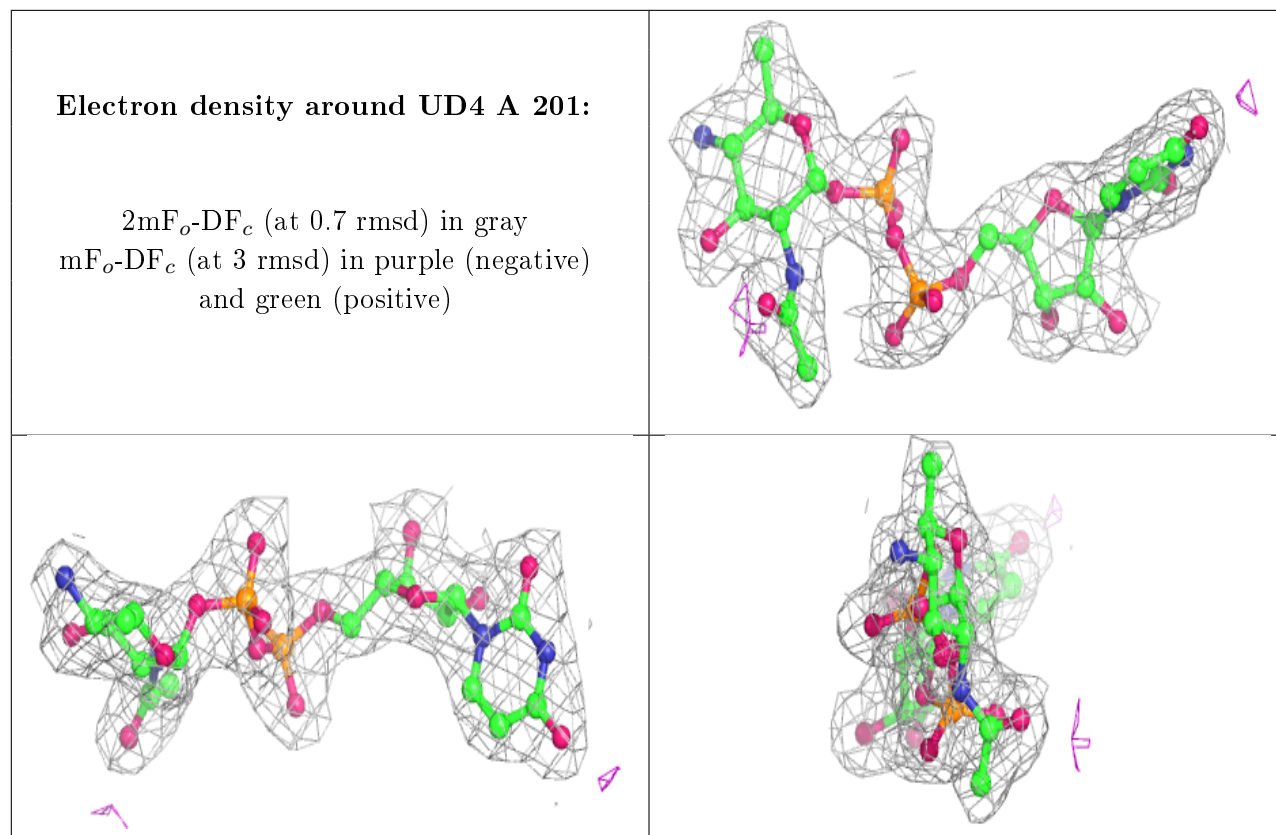 Electron density around UD4 A 201:
2mFₒ-DF𝒸 (at 0.7 rmsd) in gray
mFₒ-DF𝒸 (at 3 rmsd) in purple (negative)
and green (positive)